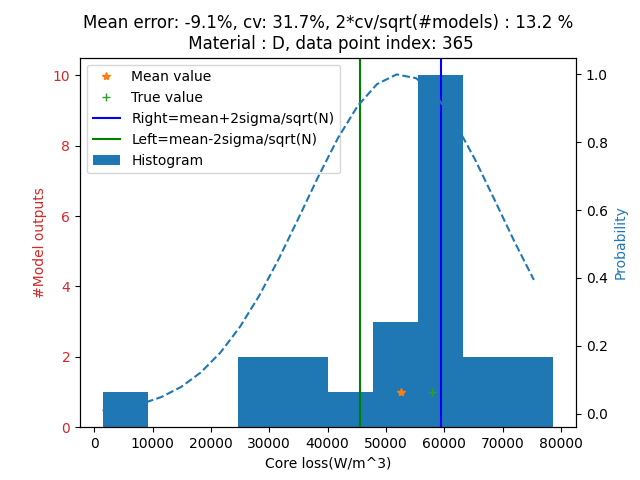 Mean error: -9.1%, cv: 31.7%, 2*cv/sqrt(#models) : 13.2 %
Material : D, data point index: 365
Mean value
True value
Right=mean+2sigma/sqrt(N)
Left=mean-2sigma/sqrt(N)
Histogram
#Model outputs
10
8
6
4
2
0
1.0
0.8
0.6
0.4
0.2
0.0
Probability
0 10000 20000 30000 40000 50000 60000 70000 80000
Core loss(W/m^3)